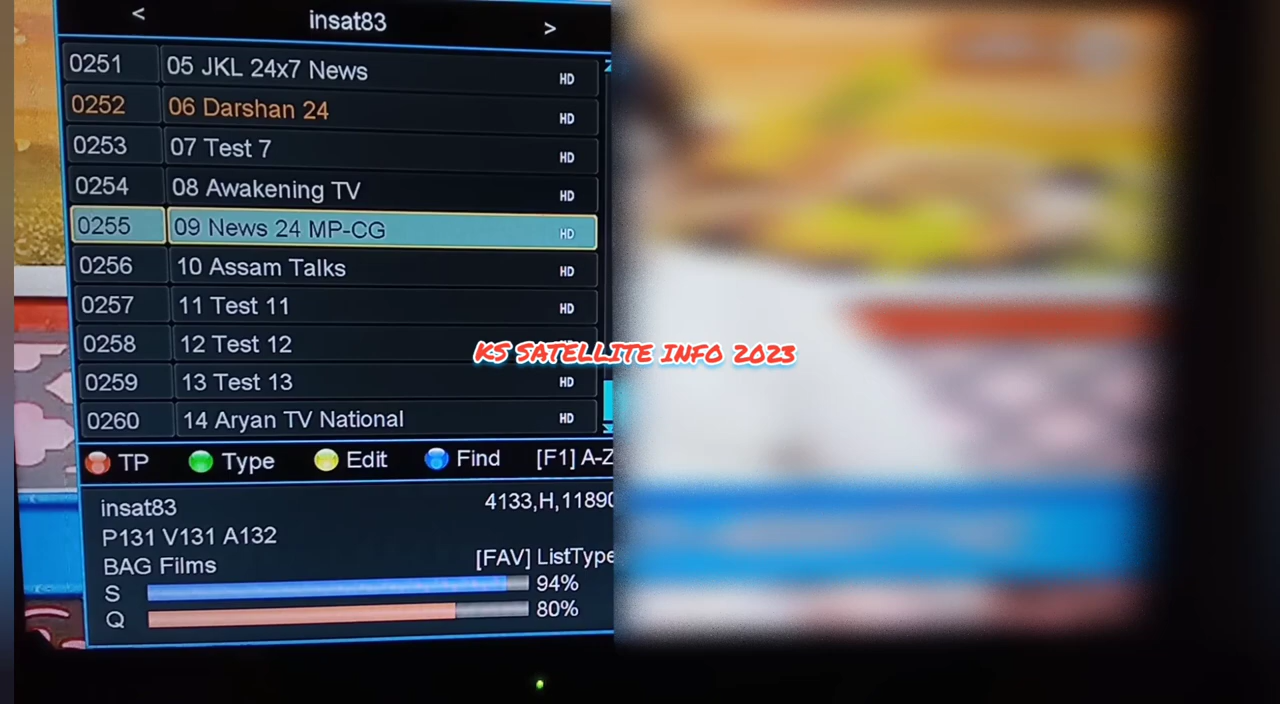 < insat83 >
0251 05 JKL 24x7 News HD
0252 06 Darshan 24 HD
0253 07 Test 7 HD
0254 08 Awakening TV HD
0255 09 News 24 MP-CG HD
0256 10 Assam Talks HD
0257 11 Test 11 HD
0258 12 Test 12
KS SATELLITE INFO 2023
0259 13 Test 13 HD
0260 14 Aryan TV National HD
TP Type Edit Find [F1] A-Z
insat83 4133,H,11890
P131 V131 A132
BAG Films [FAV] ListType
S 94%
Q 80%